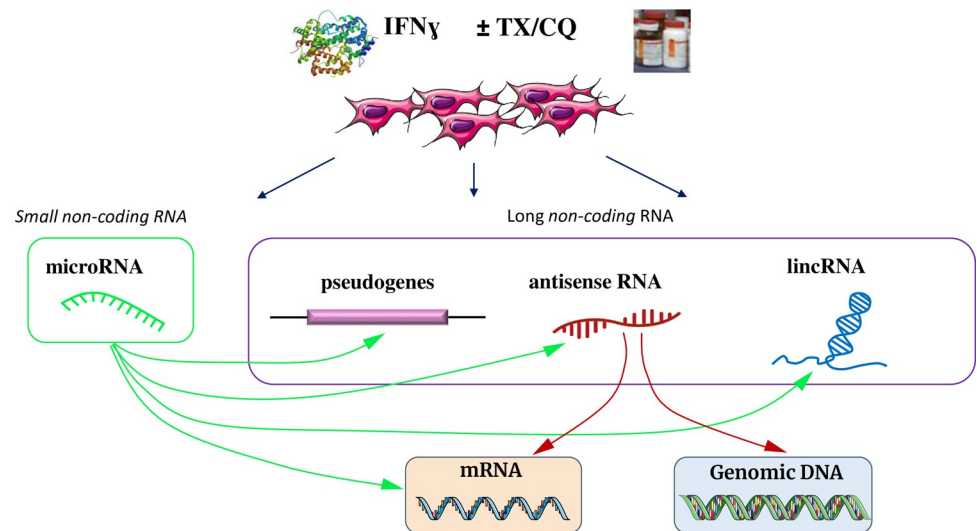 IFNɣ ± TX/CQ
Small non-coding RNA
Long non-coding RNA
microRNA
pseudogenes
antisense RNA
lincRNA
mRNA
Genomic DNA